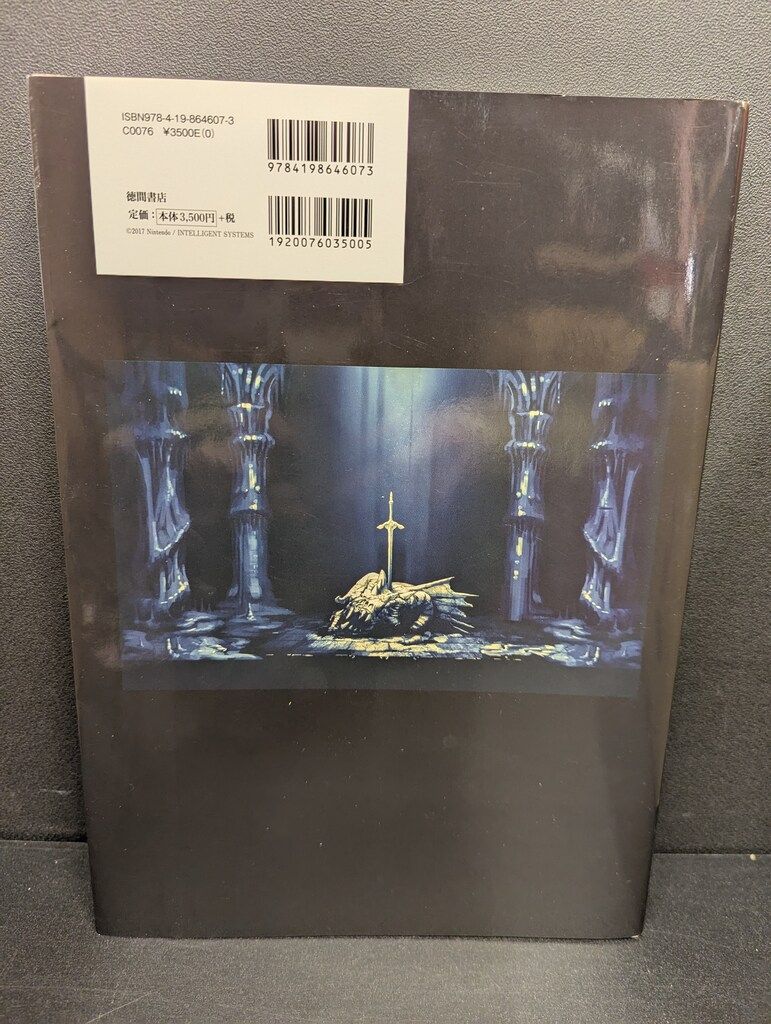 ISBN978-4-19-864607-3
C0076 ¥3500E(0)
9784198646073
徳間書店
定価：本体3,500円+税
©2017 Nintendo / INTELLIGENT SYSTEMS
1920076035005